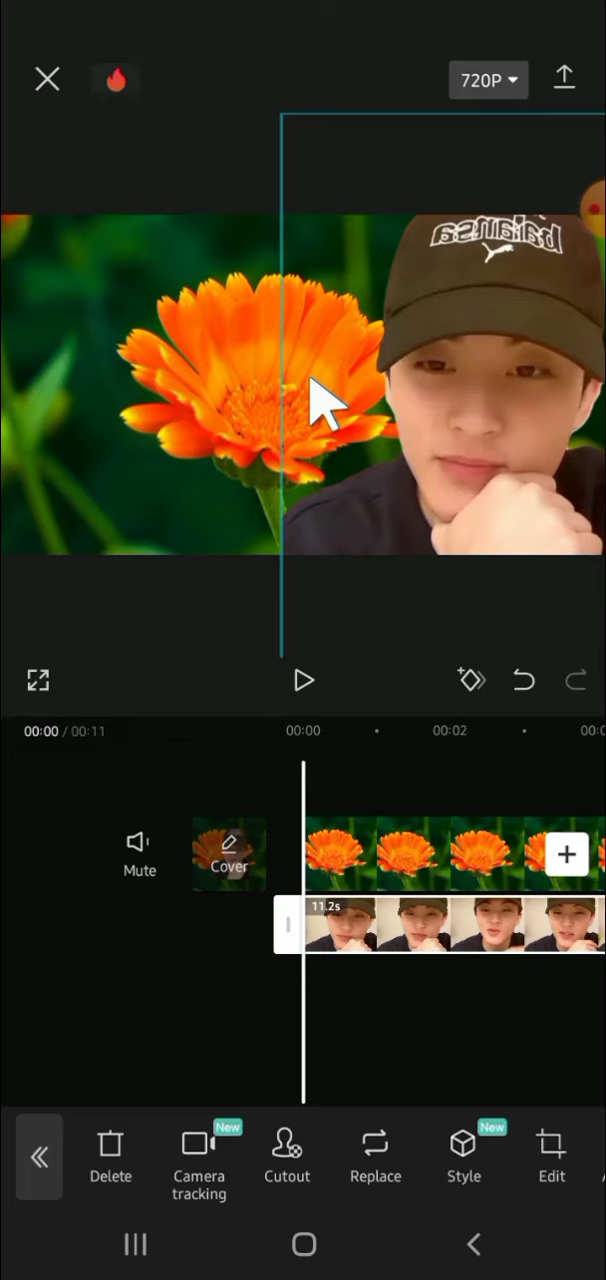 720P
00:00 / 00:11
00:00
00:02
Mute
Cover
11.2s
New
New
Delete
Camera tracking
Cutout
Replace
Style
Edit